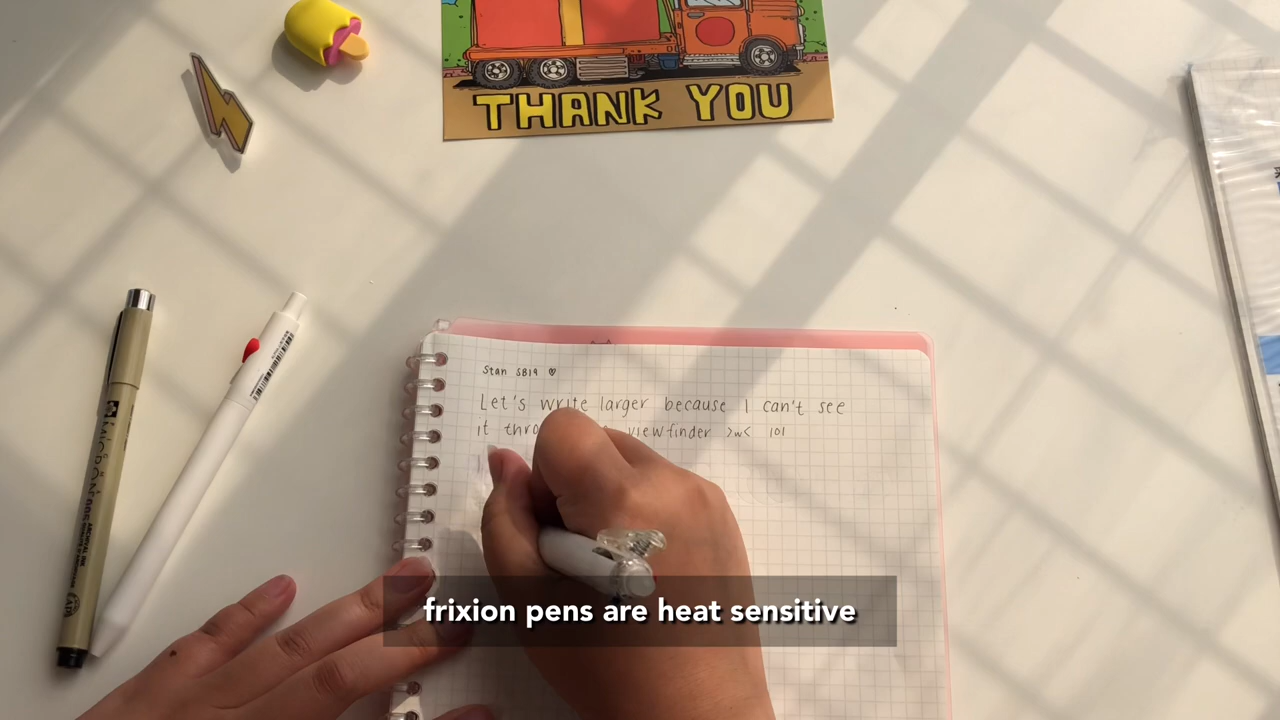 THANK YOU
Stan SB19 ♡
Let's write larger because I can't see
it thro viewfinder >w< lol
frixion pens are heat sensitive